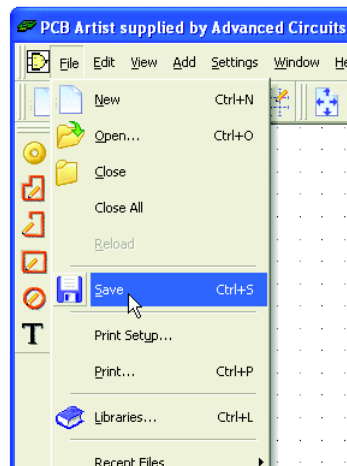 PCB Artist supplied by Advanced Circuits
File Edit View Add Settings Window
New Ctrl+N
Open... Ctrl+O
Close
Close All
Reload
Save Ctrl+S
Print Setup...
Print... Ctrl+P
Libraries... Ctrl+L
Recent Files
T